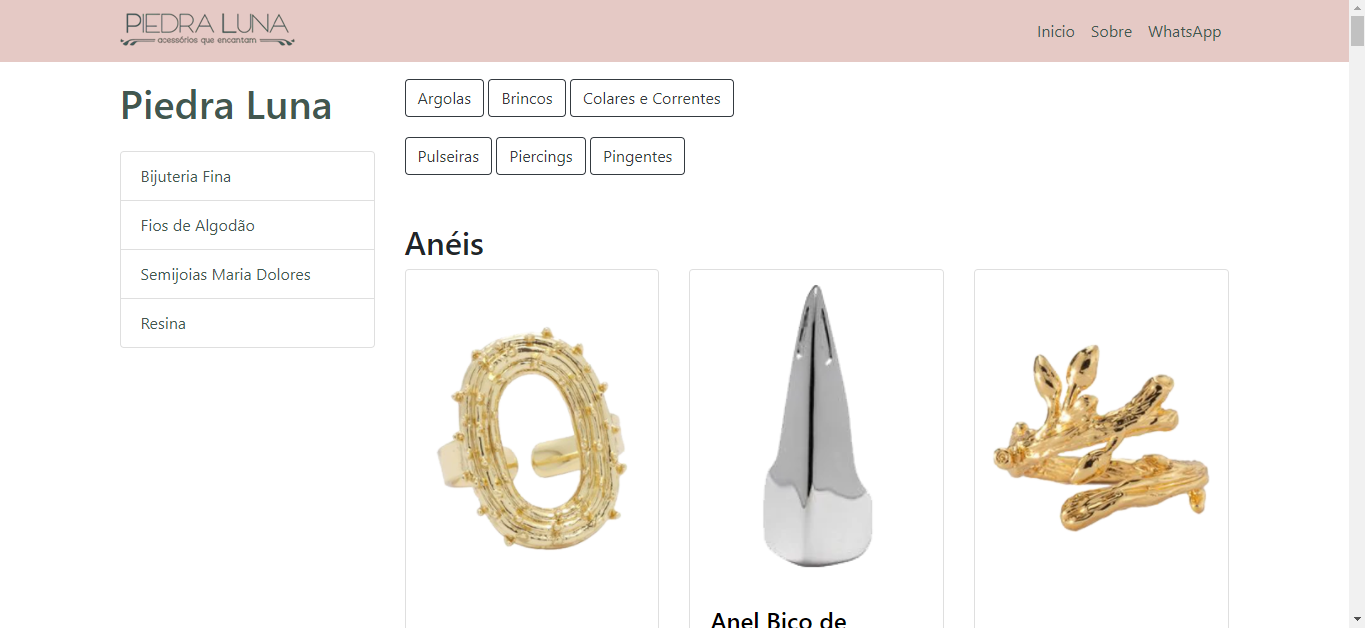 PIEDRA LUNA
acessórios que encantam
Inicio Sobre WhatsApp
Piedra Luna
Bijuteria Fina
Fios de Algodão
Semijoias Maria Dolores
Resina
Argolas Brincos Colares e Correntes
Pulseiras Piercings Pingentes
Anéis
Anel Bico de